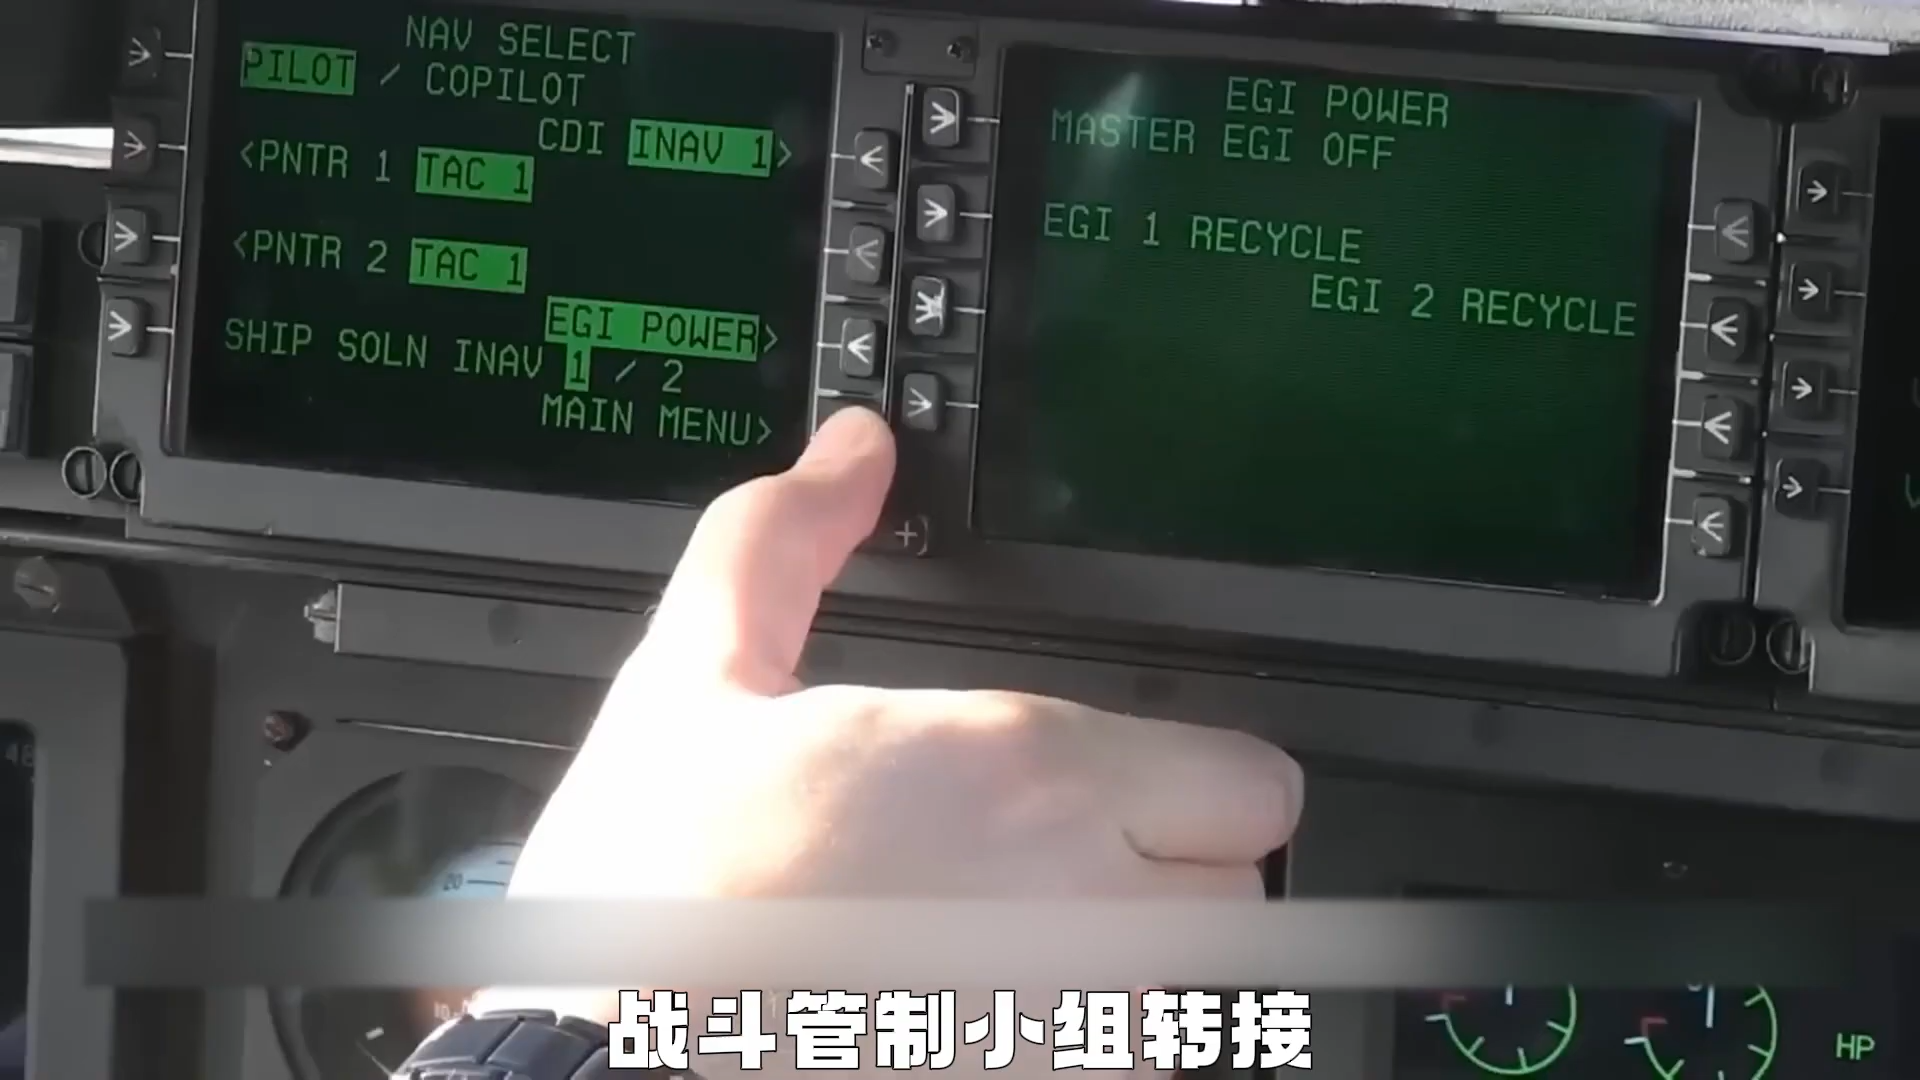 NAV SELECT
PILOT / COPILOT
CDI INAV 1>
<PNTR 1 TAC 1
<PNTR 2 TAC 1
EGI POWER>
SHIP SOLN INAV 1 / 2
MAIN MENU>
EGI POWER
MASTER EGI OFF
EGI 1 RECYCLE
EGI 2 RECYCLE
20
HP
战斗管制小组转接